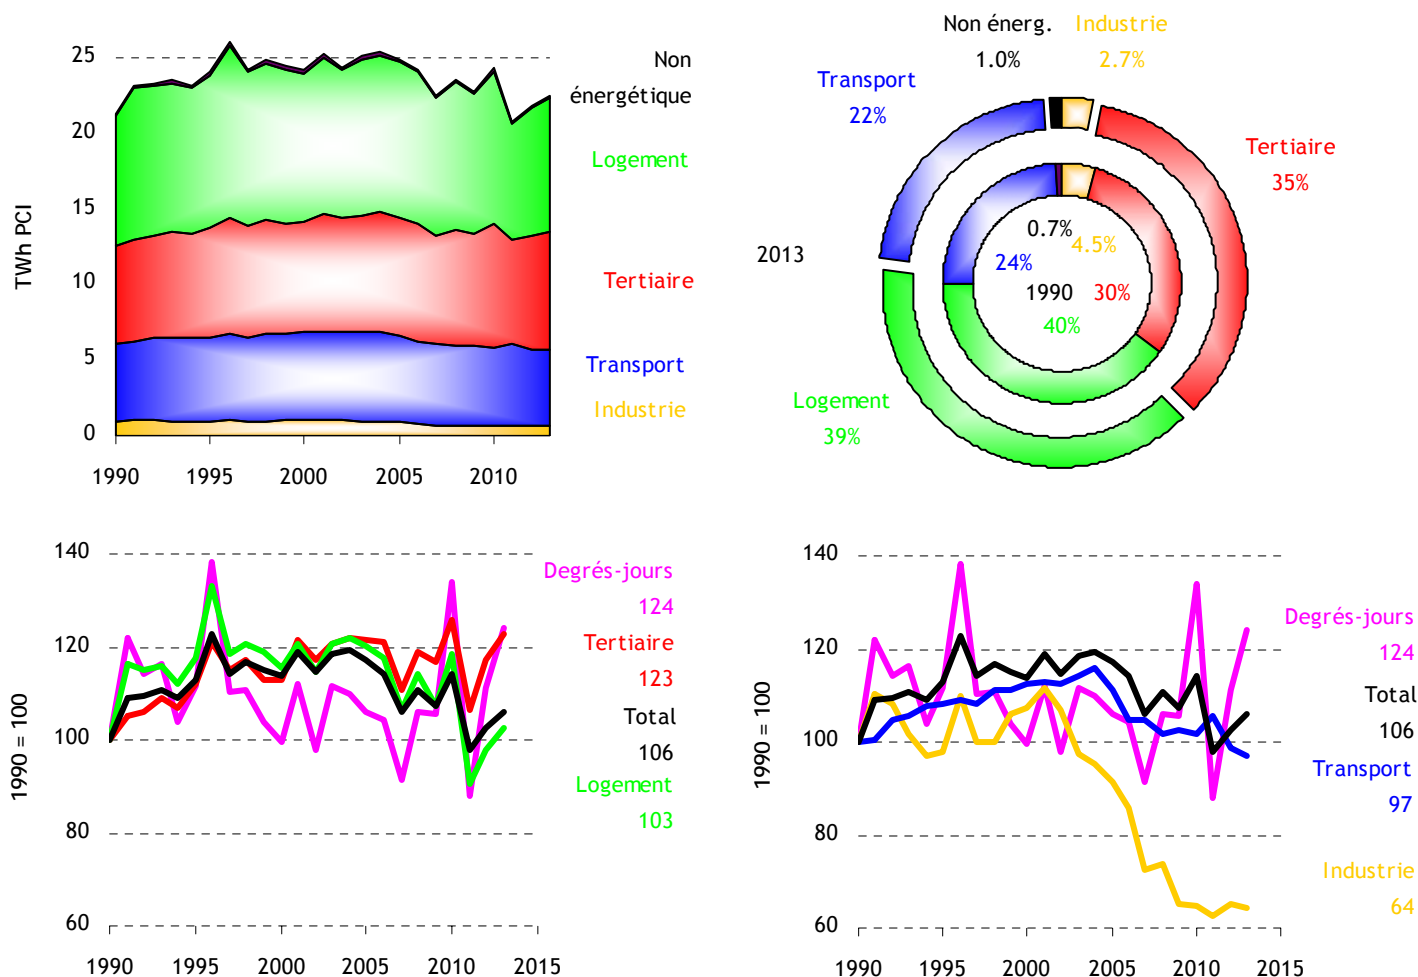 TWh PCI
25
20
15
10
5
0
1990
1995
2000
2005
2010
Non
énergétique
Logement
Tertiaire
Transport
Industrie
Non énerg.
1.0%
Industrie
2.7%
Transport
22%
Tertiaire
35%
2013
0.7%
4.5%
24%
1990
30%
40%
Logement
39%
1990 = 100
140
120
100
80
60
1990
1995
2000
2005
2010
2015
Degrés-jours
124
Tertiaire
123
Total
106
Logement
103
1990 = 100
140
120
100
80
60
1990
1995
2000
2005
2010
2015
Degrés-jours
124
Total
106
Transport
97
Industrie
64